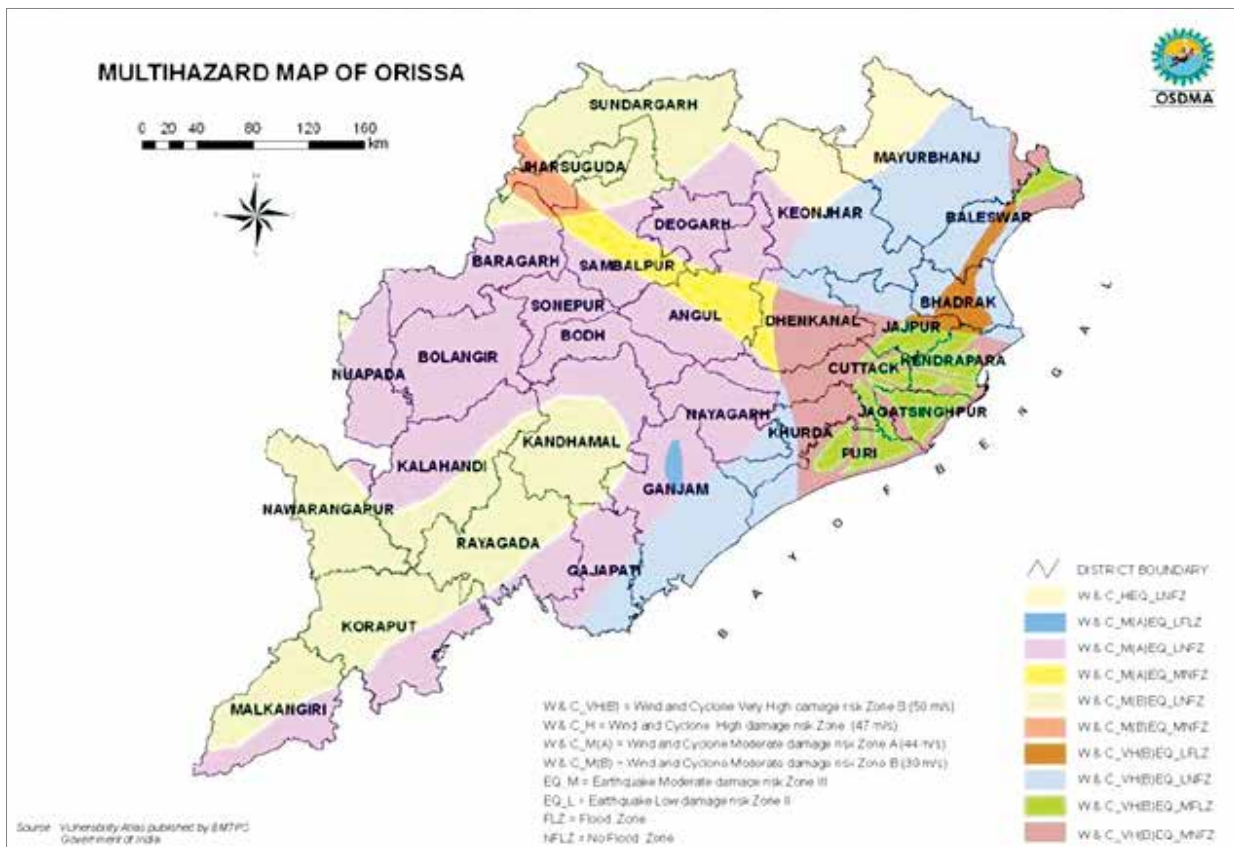 MULTIHAZARD MAP OF ORISSA
OSDMA
0 20 40 80 120 160
km
SUNDARGARH
JHARSUGUDA
MAYURBHANJ
KEONJHAR
DEOGARH
BALESWAR
BARAGARH
SAMBALPUR
SONEPUR
ANGUL
DHENKANAL
BHADRAK
JAJPUR
BODH
BOLANGIR
NUAPADA
CUTTACK
KENDRAPARA
JAGATSINGHPUR
NAYAGARH
KHURDA
PURI
KANDHAMAL
KALAHANDI
GANJAM
NAWARANGAPUR
RAYAGADA
GAJAPATI
KORAPUT
MALKANGIRI
BAY OF BENGAL
DISTRICT BOUNDARY
W & C_HEQ_LNFZ
W & C_M(A)EQ_LFLZ
W & C_M(A)EQ_LNFZ
W & C_M(A)EQ_MNFZ
W & C_M(B)EQ_LNFZ
W & C_M(B)EQ_MNFZ
W & C_VH(B)EQ_LFLZ
W & C_VH(B)EQ_LNFZ
W & C_VH(B)EQ_MFLZ
W & C_VH(B)EQ_MNFZ
W & C_VH(B) = Wind and Cyclone Very High damage risk Zone B (50 m/s)
W & C_H = Wind and Cyclone High damage risk Zone (47 m/s)
W & C_M(A) = Wind and Cyclone Moderate damage risk Zone A (44 m/s)
W & C_M(B) = Wind and Cyclone Moderate damage risk Zone B (39 m/s)
EQ_M = Earthquake Moderate damage risk Zone III
EQ_L = Earthquake Low damage risk Zone II
FLZ = Flood Zone
NFLZ = No Flood Zone
Source Vulnerability Atlas published by BMTPC
Government of India